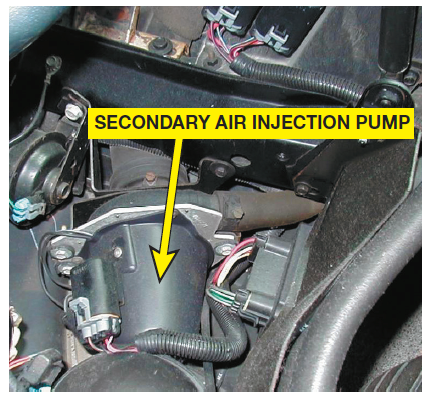 SECONDARY AIR INJECTION PUMP